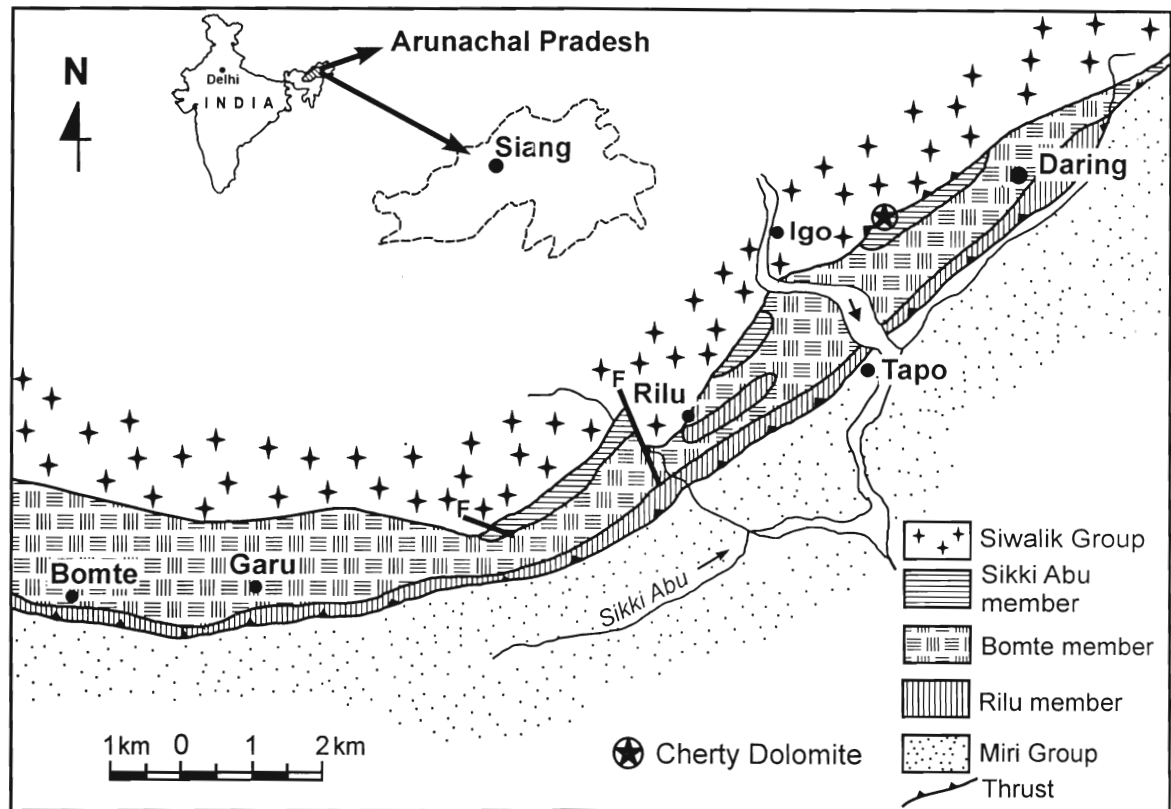 Arunachal Pradesh
N
Delhi
INDIA
Siang
Daring
Igo
Tapo
F
Rilu
F
Garu
Bomte
Sikki Abu
Siwalik Group
Sikki Abu
member
Bomte member
Rilu member
Miri Group
Thrust
Cherty Dolomite
1km 0 1 2km